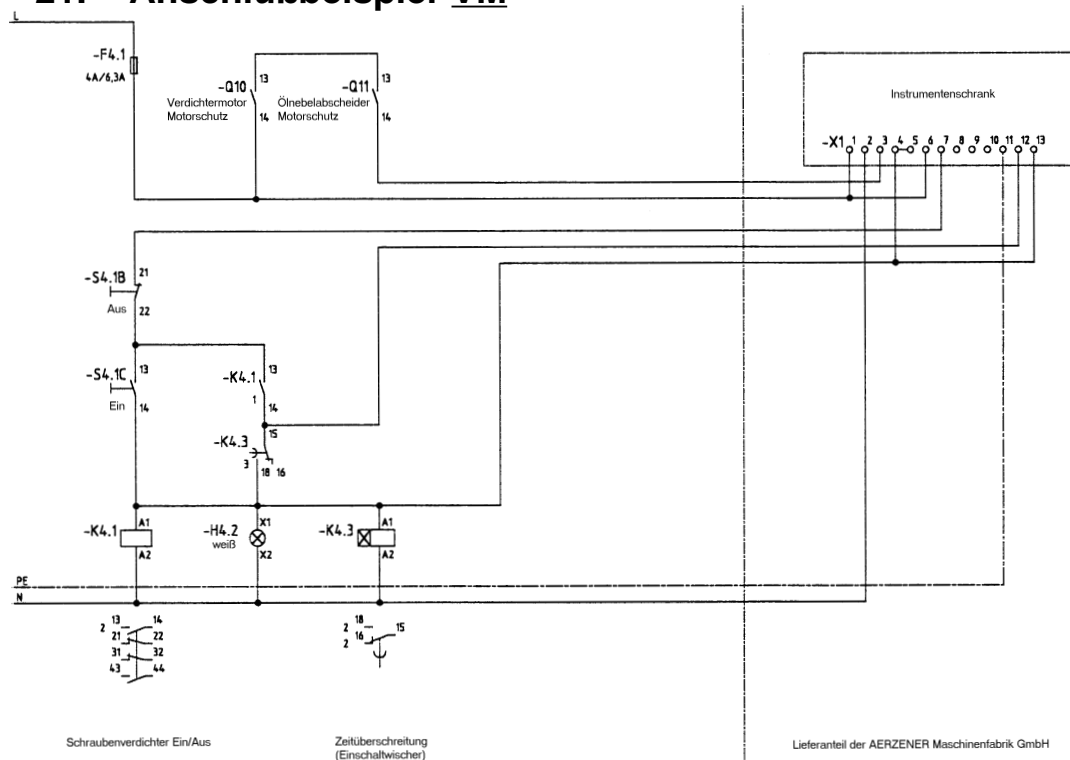 L
-F4.1
4A/6,3A
-Q10
13
Verdichtermotor
Motorschutz
14
-Q11
13
Ölnebelabscheider
Motorschutz
14
Instrumentenschrank
-X1 1 2 3 4 5 6 7 8 9 10 11 12 13
21
-S4.1B
Aus
22
13
-S4.1C
Ein
14
13
-K4.1
1
14
15
-K4.3
3
18 16
A1
-K4.1
A2
X1
-H4.2
weiß
X2
A1
-K4.3
A2
PE
N
2 13 14
21 22
31 32
43 44
2 18
2 16 15
Schraubenverdichter Ein/Aus
Zeitüberschreitung
(Einschaltwischer)
Lieferanteil der AERZENER Maschinenfabrik GmbH